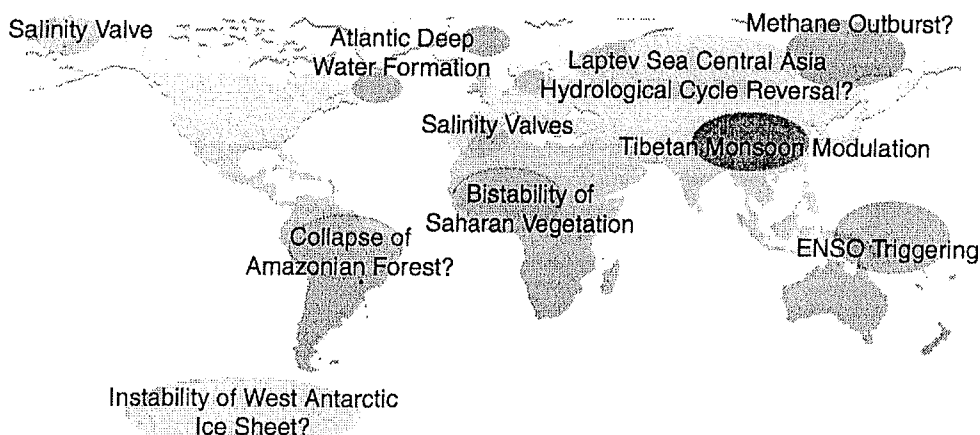 Salinity Valve
Atlantic Deep
Water Formation
Methane Outburst?
Laptev Sea Central Asia
Hydrological Cycle Reversal?
Salinity Valves
Tibetan Monsoon Modulation
Bistability of
Saharan Vegetation
Collapse of
Amazonian Forest?
ENSO Triggering
Instability of West Antarctic
Ice Sheet?